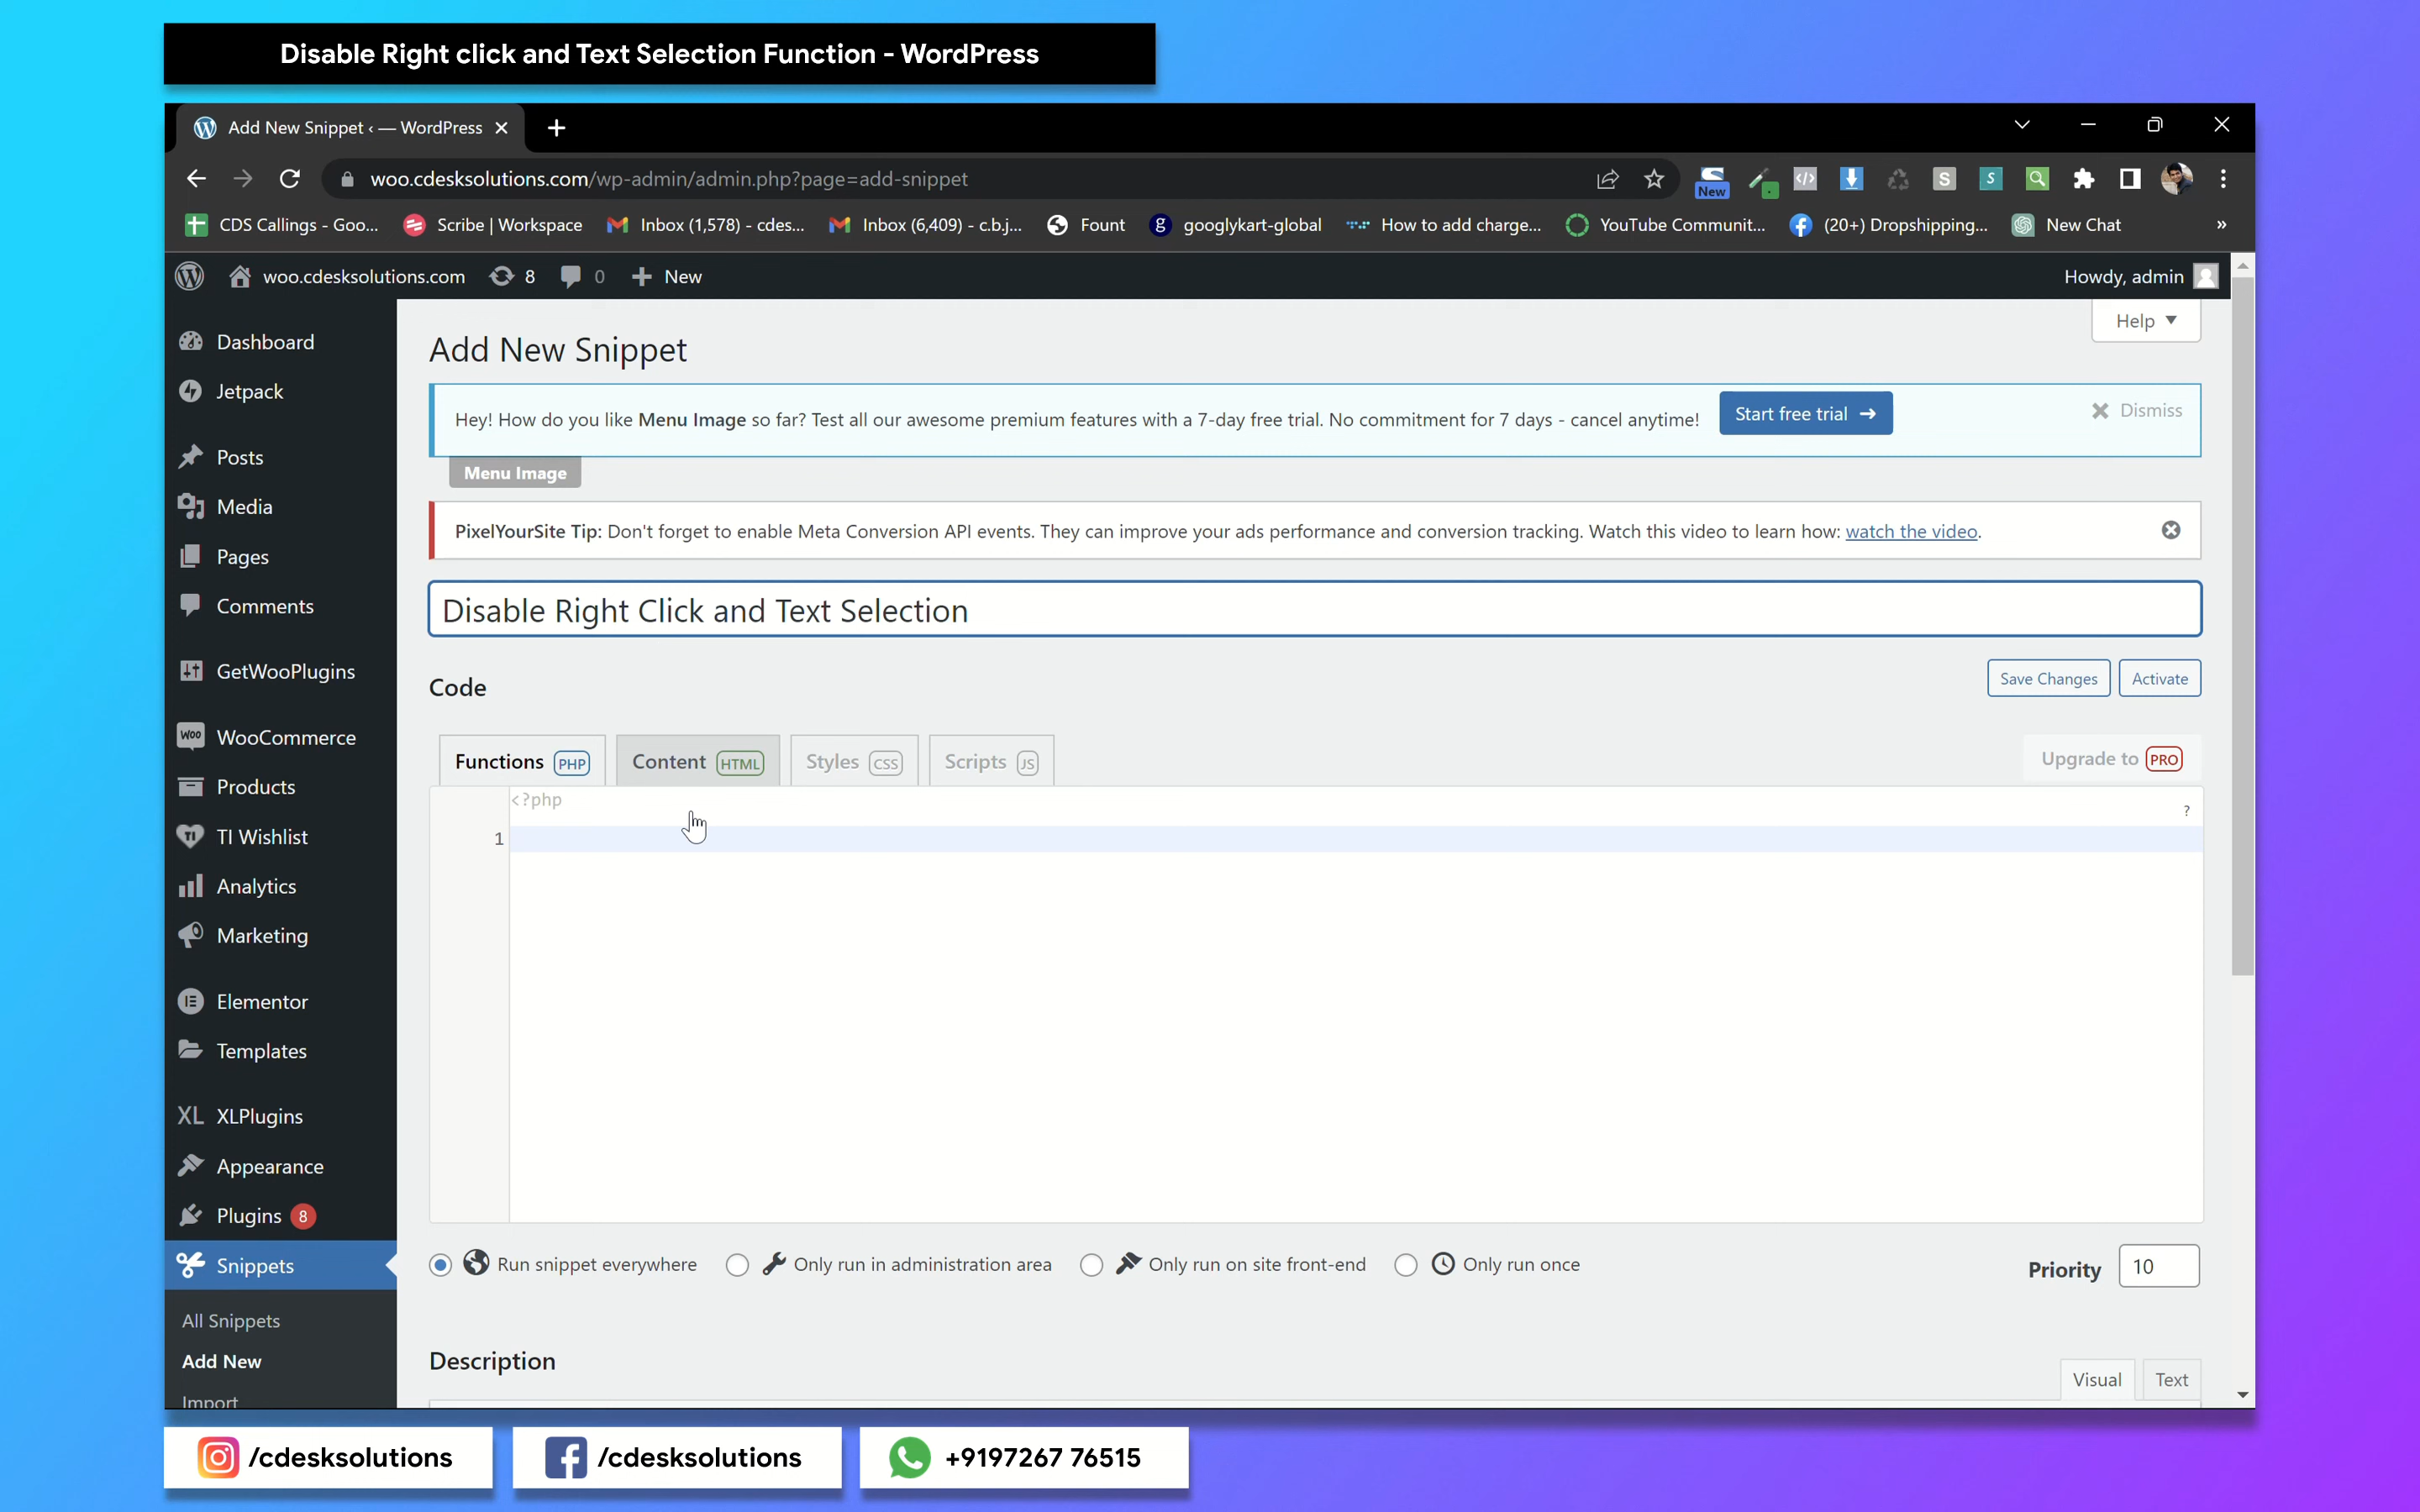 Disable Right click and Text Selection Function - WordPress
Add New Snippet ‹ — WordPress
woo.cdesksolutions.com/wp-admin/admin.php?page=add-snippet
New
CDS Callings - Goo...
Scribe | Workspace
Inbox (1,578) - cdes...
Inbox (6,409) - c.b.j...
Fount
googlykart-global
How to add charge...
YouTube Communit...
(20+) Dropshipping...
New Chat
»
woo.cdesksolutions.com
8
0
New
Howdy, admin
Help
Dashboard
Jetpack
Posts
Media
Pages
Comments
GetWooPlugins
WooCommerce
Products
TI Wishlist
Analytics
Marketing
Elementor
Templates
XL XLPlugins
Appearance
Plugins 8
Snippets
All Snippets
Add New
Import
Add New Snippet
Hey! How do you like Menu Image so far? Test all our awesome premium features with a 7-day free trial. No commitment for 7 days - cancel anytime!
Start free trial →
Dismiss
Menu Image
PixelYourSite Tip: Don't forget to enable Meta Conversion API events. They can improve your ads performance and conversion tracking. Watch this video to learn how: watch the video.
Disable Right Click and Text Selection
Code
Save Changes
Activate
Functions PHP
Content HTML
Styles CSS
Scripts JS
Upgrade to PRO
<?php
?
1
Run snippet everywhere
Only run in administration area
Only run on site front-end
Only run once
Priority 10
Description
Visual
Text
/cdesksolutions
/cdesksolutions
+9197267 76515